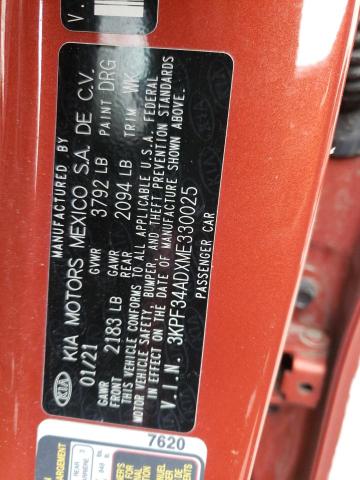 MANUFACTURED BY
KIA KIA MOTORS MEXICO S.A. DE C.V.
01/21 GVWR 3792 LB PAINT DRG
GAWR FRONT 2183 LB GAWR REAR 2094 LB TRIM WK
THIS VEHICLE CONFORMS TO ALL APPLICABLE U.S.A. FEDERAL
MOTOR VEHICLE SAFETY, BUMPER, AND THEFT PREVENTION STANDARDS
IN EFFECT ON THE DATE OF MANUFACTURE SHOWN ABOVE.
V.I.N. 3KPF34ADXME330025
PASSENGER CAR
V.
7620
REAR